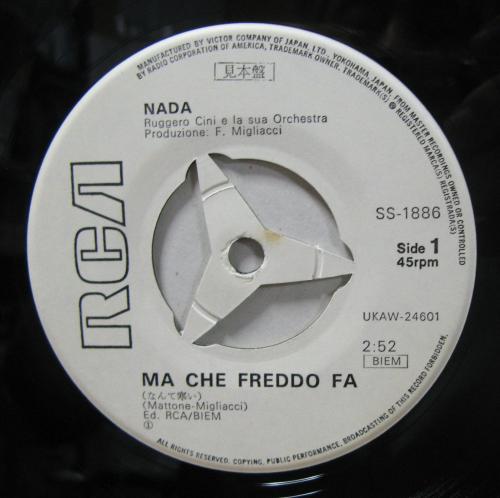 MANUFACTURED BY VICTOR COMPANY OF JAPAN, LTD., YOKOHAMA, JAPAN, FROM MASTER RECORDINGS OWNED OR CONTROLLED
BY RADIO CORPORATION OF AMERICA, TRADEMARK OWNER, TRADEMARK(S) ® REGISTERED MARCA(S) REGISTRADA(S)
見本盤
NADA
Ruggero Cini e la sua Orchestra
Produzione: F. Migliacci
RCA
SS-1886
Side 1
45rpm
UKAW-24601
2:52
BIEM
MA CHE FREDDO FA
(なんて寒い)
(Mattone-Migliacci)
Ed. RCA/BIEM
①
ALL RIGHTS RESERVED. COPYING, PUBLIC PERFORMANCE, BROADCASTING OF THIS RECORD FORBIDDEN.